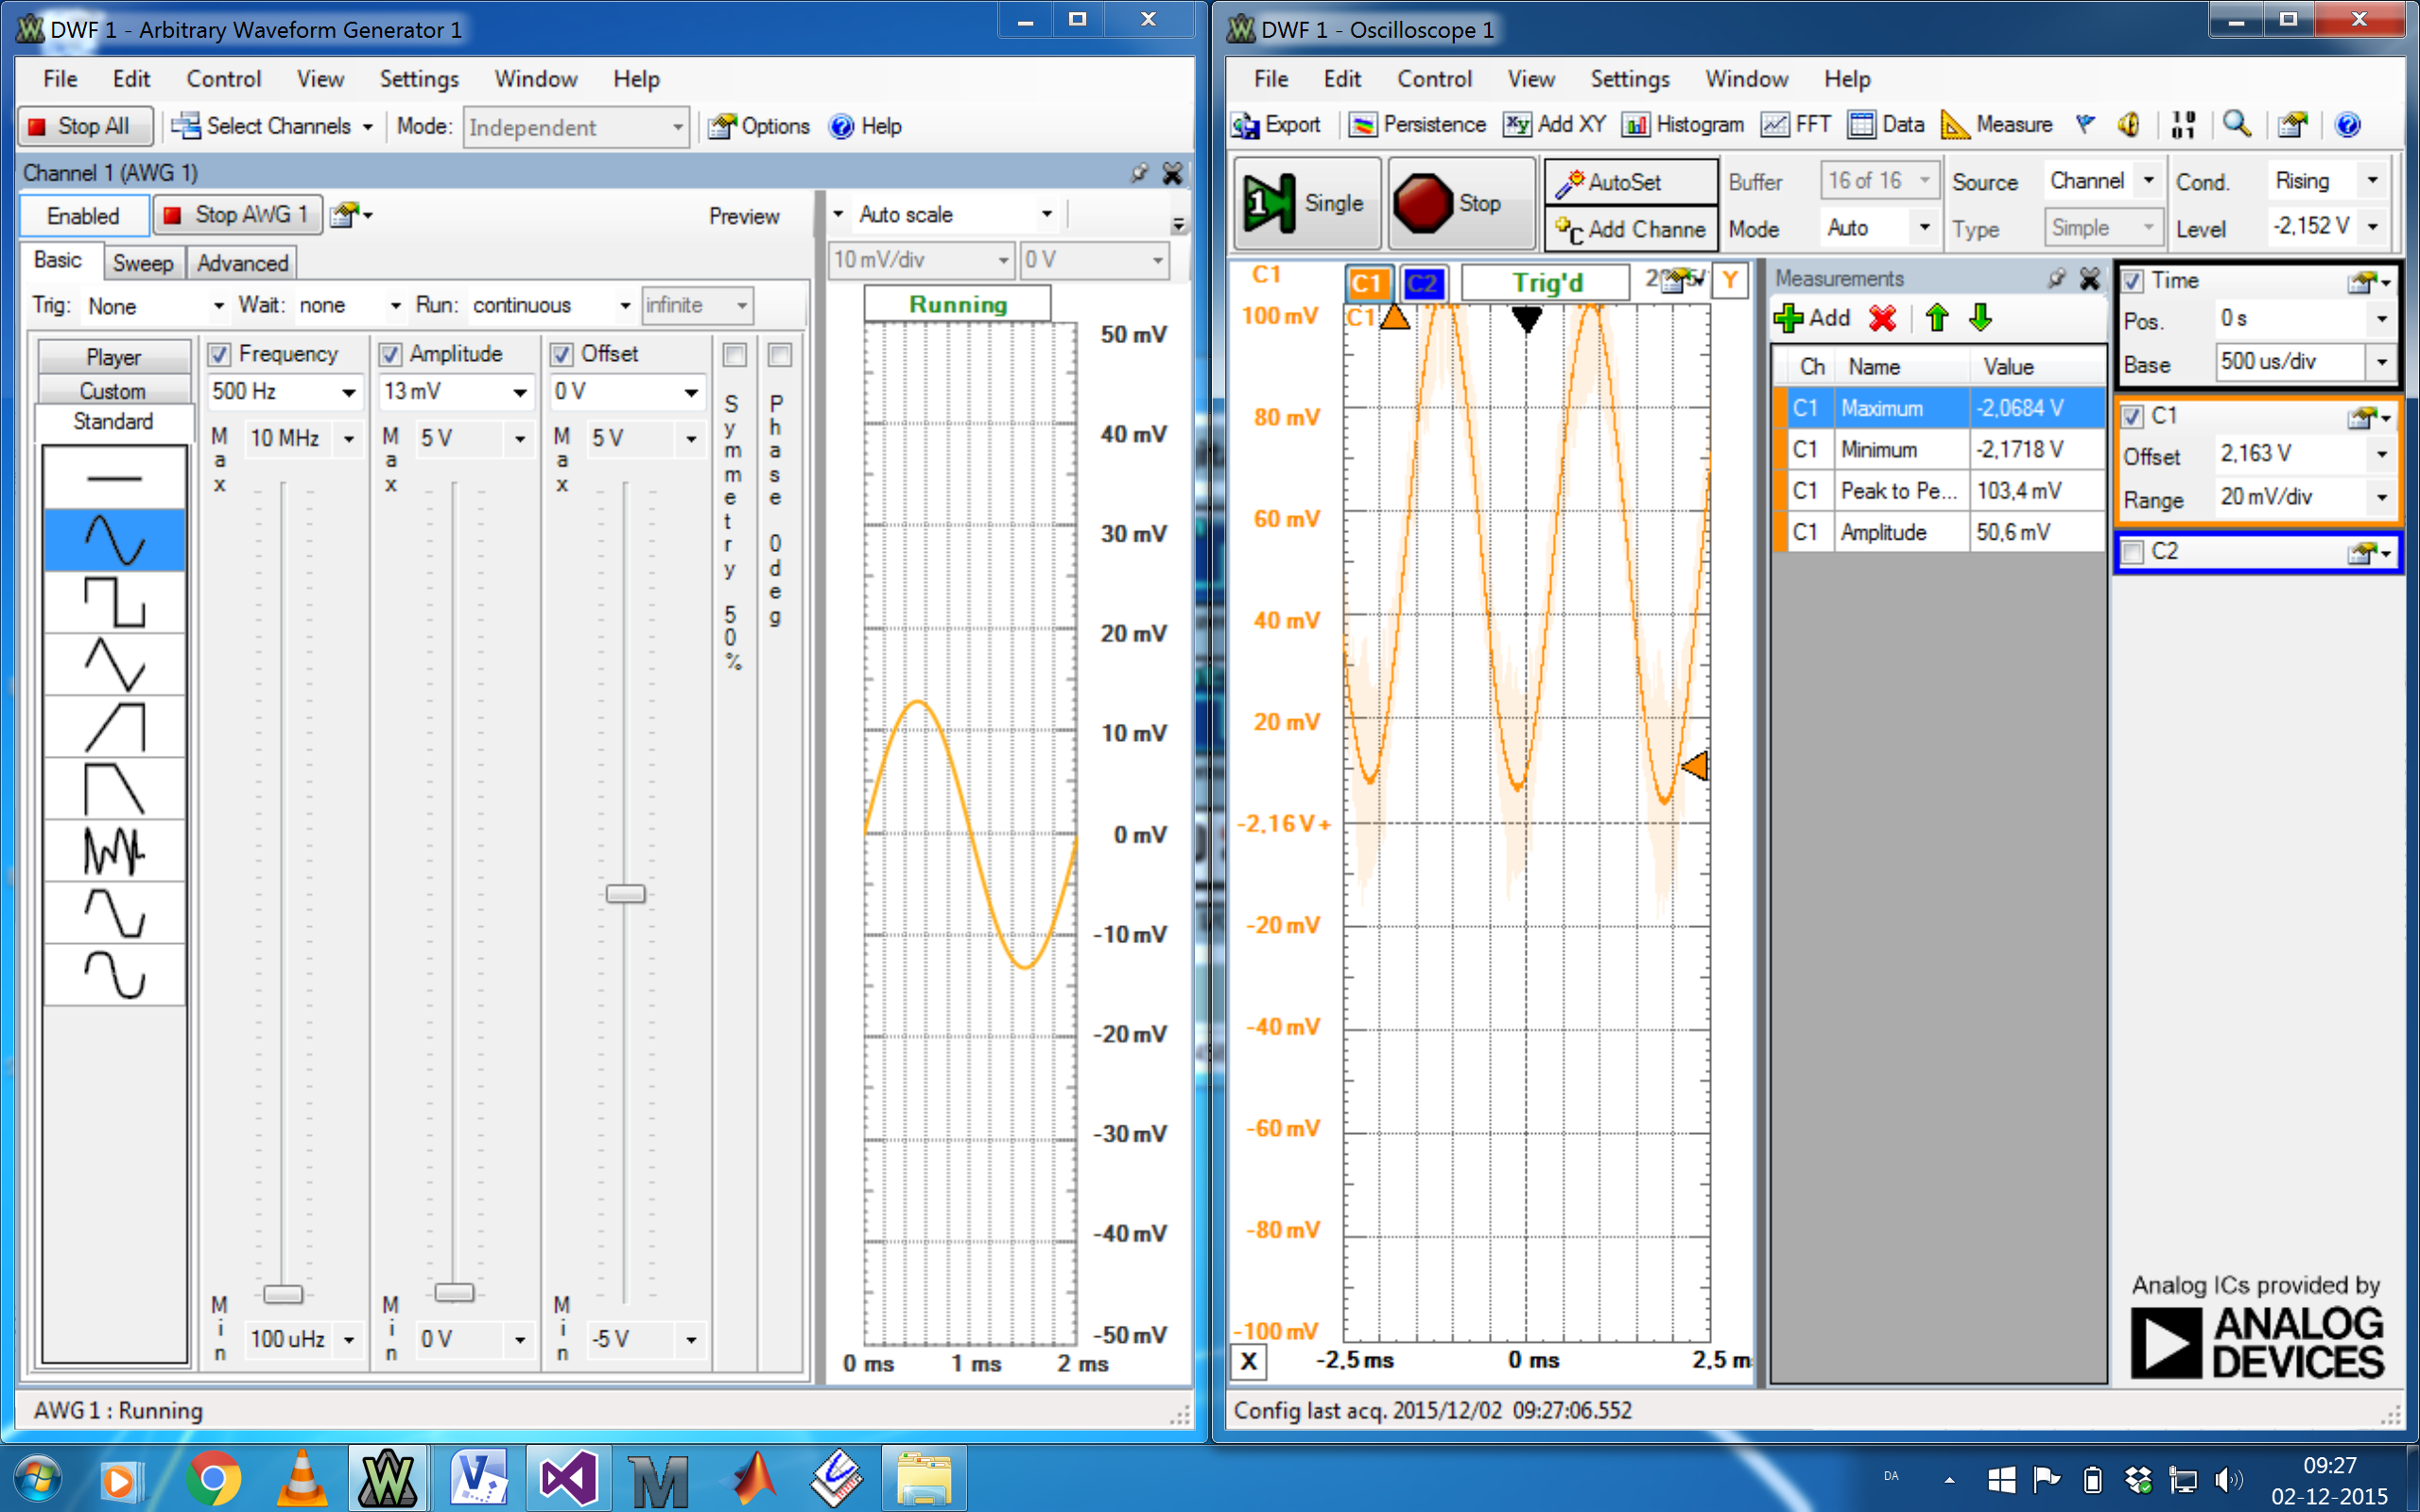 DWF 1 - Arbitrary Waveform Generator 1
File Edit Control View Settings Window Help
Stop All Select Channels Mode: Independent Options Help
Channel 1 (AWG 1)
Enabled Stop AWG 1 Preview
Basic Sweep Advanced
Trig: None Wait: none Run: continuous infinite
Player
Custom
Standard
Frequency
500 Hz
Max 10 MHz
Min 100 uHz
Amplitude
13 mV
Max 5 V
Min 0 V
Offset
0 V
Max 5 V
Min -5 V
Symmetry 50%
Phase 0 deg
Auto scale
10 mV/div 0 V
Running
50 mV
40 mV
30 mV
20 mV
10 mV
0 mV
-10 mV
-20 mV
-30 mV
-40 mV
-50 mV
0 ms 1 ms 2 ms
AWG 1 : Running
DWF 1 - Oscilloscope 1
File Edit Control View Settings Window Help
Export Persistence Add XY Histogram FFT Data Measure
1 Single Stop AutoSet Buffer 16 of 16 Source Channel Cond. Rising
Add Channe Mode Auto Type Simple Level -2,152 V
C1 C1 C2 Trig'd Y
100 mV C1
80 mV
60 mV
40 mV
20 mV
-2,16 V +
-20 mV
-40 mV
-60 mV
-80 mV
-100 mV
X -2,5 ms 0 ms 2,5 m
Measurements
Add
Ch Name Value
C1 Maximum -2,0684 V
C1 Minimum -2,1718 V
C1 Peak to Pe... 103,4 mV
C1 Amplitude 50,6 mV
Time
Pos. 0 s
Base 500 us/div
C1
Offset 2,163 V
Range 20 mV/div
C2
Analog ICs provided by
ANALOG
DEVICES
Config last acq. 2015/12/02 09:27:06.552
DA
09:27
02-12-2015